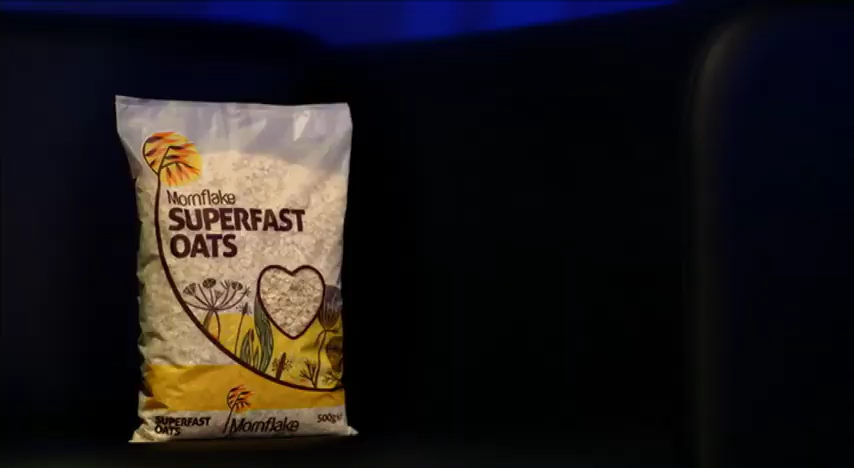 Mornflake
SUPERFAST
OATS
SUPERFAST
OATS
Mornflake
500g e